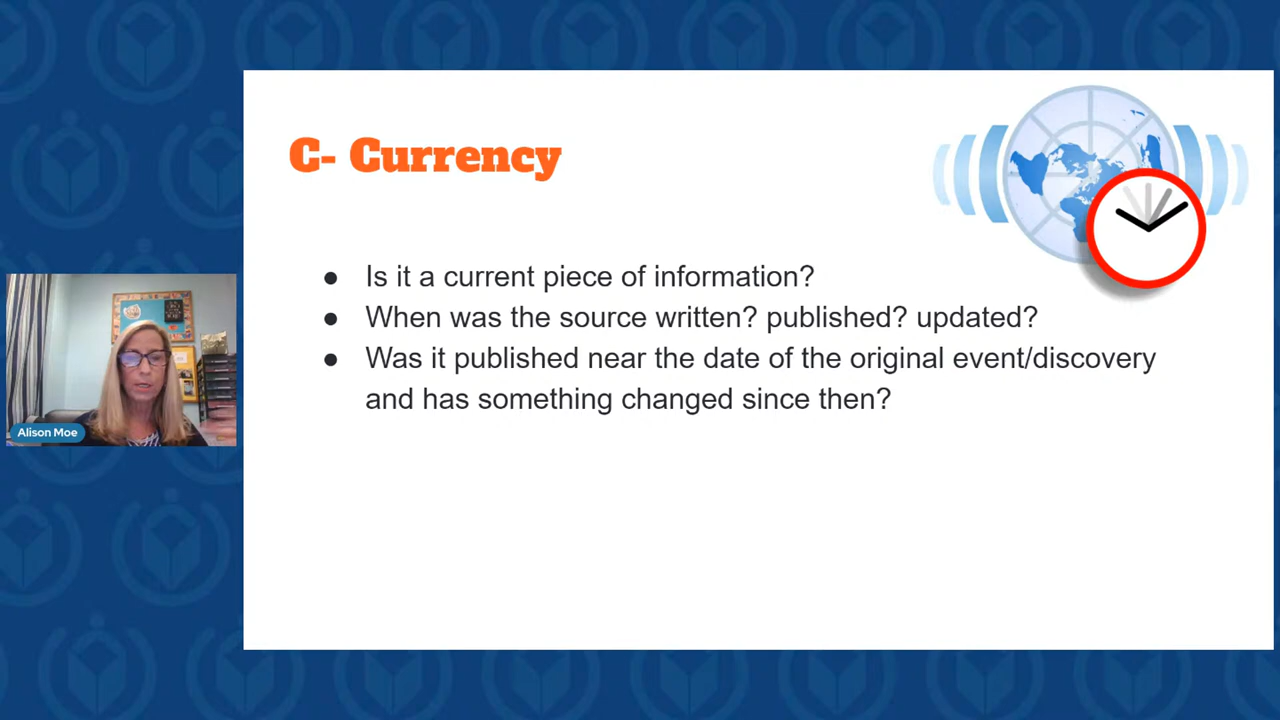 C- Currency
● Is it a current piece of information?
● When was the source written? published? updated?
● Was it published near the date of the original event/discovery
and has something changed since then?
Alison Moe